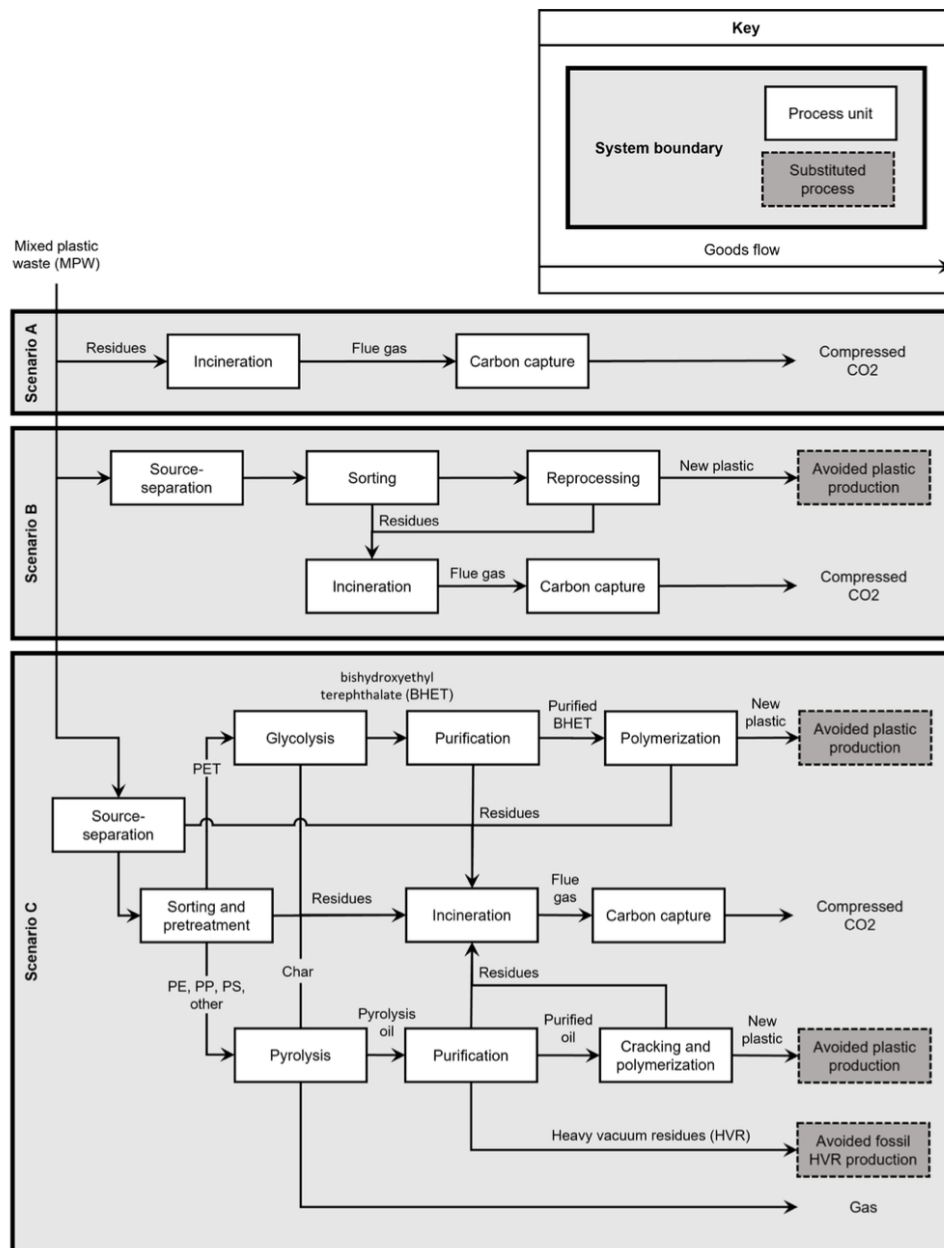 Key
Process unit
System boundary
Substituted
process
Goods flow
Mixed plastic
waste (MPW)
Scenario A
Residues
Incineration
Flue gas
Carbon capture
Compressed
CO2
Scenario B
Source-
separation
Sorting
Reprocessing
New plastic
Avoided plastic
production
Residues
Incineration
Flue gas
Carbon capture
Compressed
CO2
Scenario C
bishydroxyethyl
terephthalate (BHET)
Glycolysis
Purification
Purified
BHET
Polymerization
New
plastic
Avoided plastic
production
PET
Source-
separation
Residues
Sorting and
pretreatment
Residues
Incineration
Flue
gas
Carbon capture
Compressed
CO2
PE, PP, PS,
other
Char
Residues
Pyrolysis
Pyrolysis
oil
Purification
Purified
oil
Cracking and
polymerization
New
plastic
Avoided plastic
production
Heavy vacuum residues (HVR)
Avoided fossil
HVR production
Gas